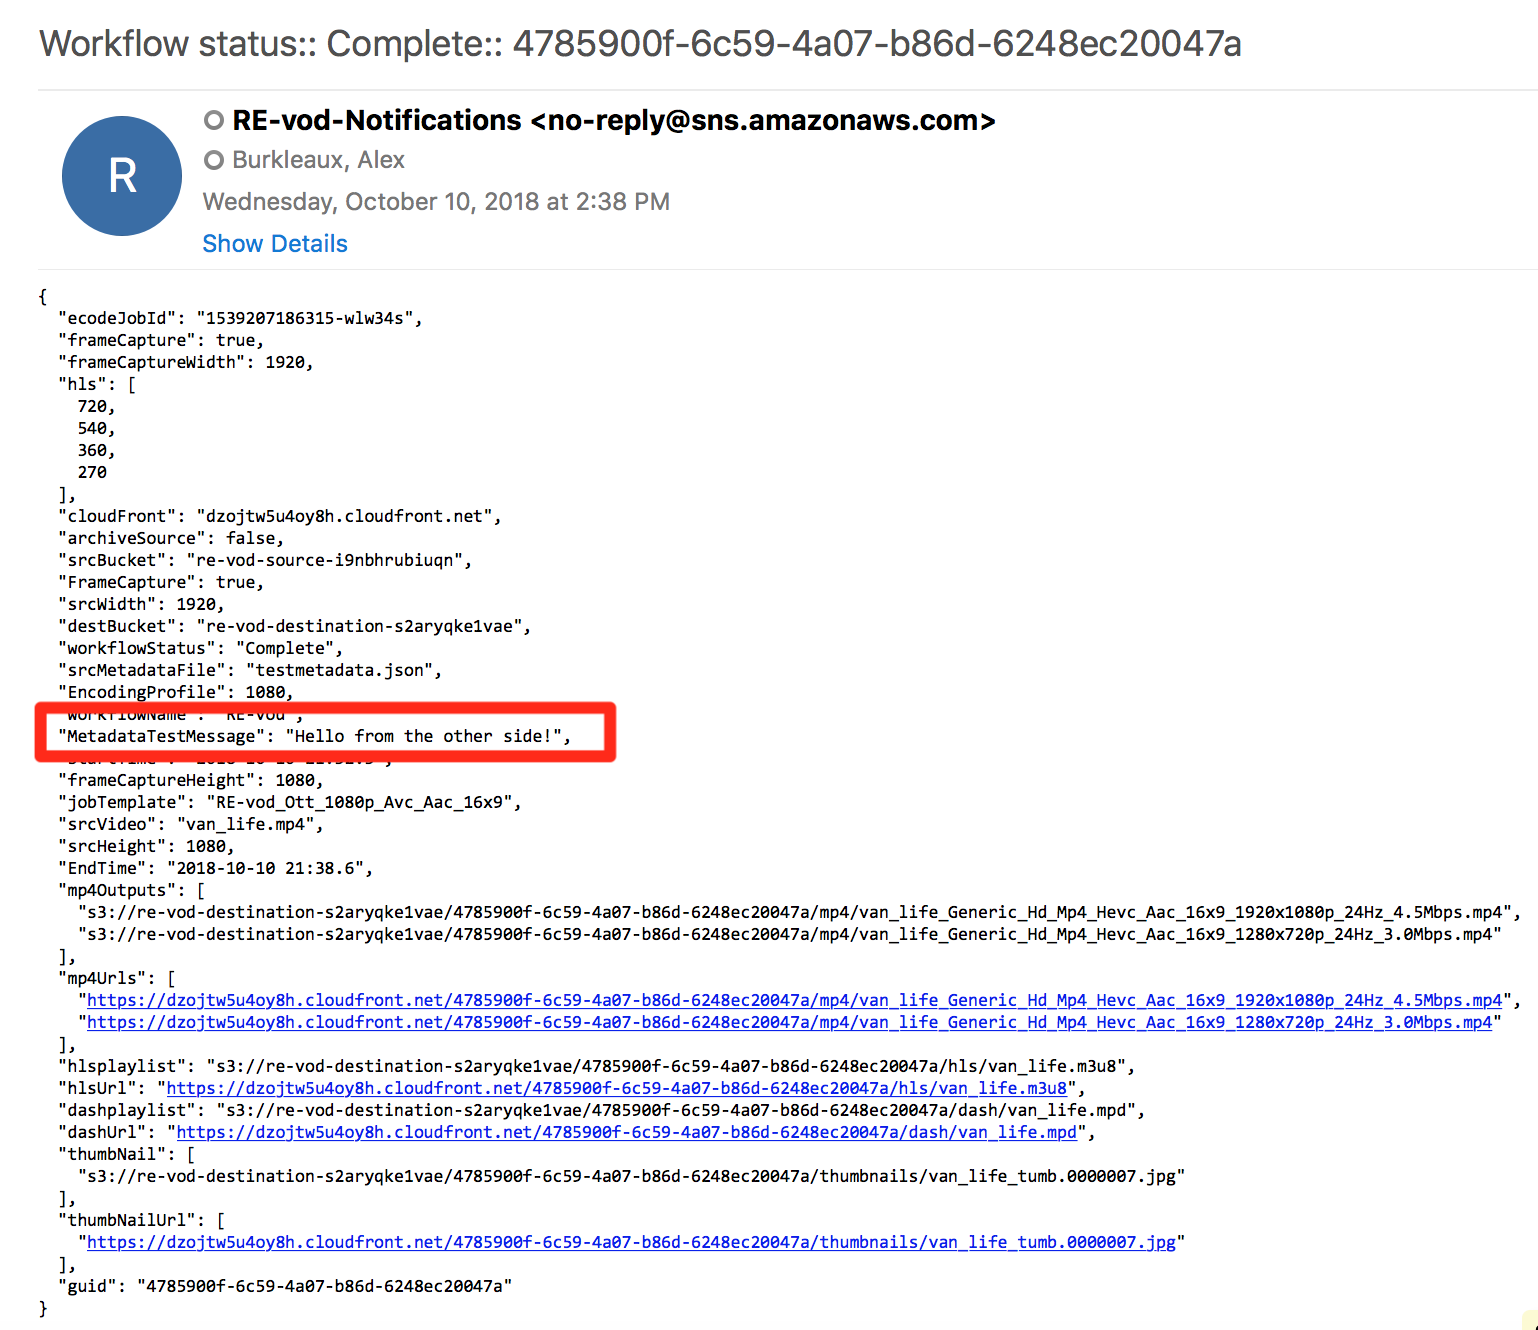 Workflow status:: Complete:: 4785900f-6c59-4a07-b86d-6248ec20047a
R
RE-vod-Notifications <no-reply@sns.amazonaws.com>
Burkleaux, Alex
Wednesday, October 10, 2018 at 2:38 PM
Show Details
{
"ecodeJobId": "1539207186315-wlw34s",
"frameCapture": true,
"frameCaptureWidth": 1920,
"hls": [
720,
540,
360,
270
],
"cloudFront": "dzojtw5u4oy8h.cloudfront.net",
"archiveSource": false,
"srcBucket": "re-vod-source-i9nbhrubiuqn",
"FrameCapture": true,
"srcWidth": 1920,
"destBucket": "re-vod-destination-s2aryqke1vae",
"workflowStatus": "Complete",
"srcMetadataFile": "testmetadata.json",
"EncodingProfile": 1080,
"workflowName": "RE-vod",
"MetadataTestMessage": "Hello from the other side!",
"frameCaptureHeight": 1080,
"jobTemplate": "RE-vod_Ott_1080p_Avc_Aac_16x9",
"srcVideo": "van_life.mp4",
"srcHeight": 1080,
"EndTime": "2018-10-10 21:38.6",
"mp4Outputs": [
"s3://re-vod-destination-s2aryqke1vae/4785900f-6c59-4a07-b86d-6248ec20047a/mp4/van_life_Generic_Hd_Mp4_Hevc_Aac_16x9_1920x1080p_24Hz_4.5Mbps.mp4",
"s3://re-vod-destination-s2aryqke1vae/4785900f-6c59-4a07-b86d-6248ec20047a/mp4/van_life_Generic_Hd_Mp4_Hevc_Aac_16x9_1280x720p_24Hz_3.0Mbps.mp4"
],
"mp4Urls": [
"https://dzojtw5u4oy8h.cloudfront.net/4785900f-6c59-4a07-b86d-6248ec20047a/mp4/van_life_Generic_Hd_Mp4_Hevc_Aac_16x9_1920x1080p_24Hz_4.5Mbps.mp4",
"https://dzojtw5u4oy8h.cloudfront.net/4785900f-6c59-4a07-b86d-6248ec20047a/mp4/van_life_Generic_Hd_Mp4_Hevc_Aac_16x9_1280x720p_24Hz_3.0Mbps.mp4"
],
"hlsplaylist": "s3://re-vod-destination-s2aryqke1vae/4785900f-6c59-4a07-b86d-6248ec20047a/hls/van_life.m3u8",
"hlsUrl": "https://dzojtw5u4oy8h.cloudfront.net/4785900f-6c59-4a07-b86d-6248ec20047a/hls/van_life.m3u8",
"dashplaylist": "s3://re-vod-destination-s2aryqke1vae/4785900f-6c59-4a07-b86d-6248ec20047a/dash/van_life.mpd",
"dashUrl": "https://dzojtw5u4oy8h.cloudfront.net/4785900f-6c59-4a07-b86d-6248ec20047a/dash/van_life.mpd",
"thumbNail": [
"s3://re-vod-destination-s2aryqke1vae/4785900f-6c59-4a07-b86d-6248ec20047a/thumbnails/van_life_tumb.0000007.jpg"
],
"thumbNailUrl": [
"https://dzojtw5u4oy8h.cloudfront.net/4785900f-6c59-4a07-b86d-6248ec20047a/thumbnails/van_life_tumb.0000007.jpg"
],
"guid": "4785900f-6c59-4a07-b86d-6248ec20047a"
}